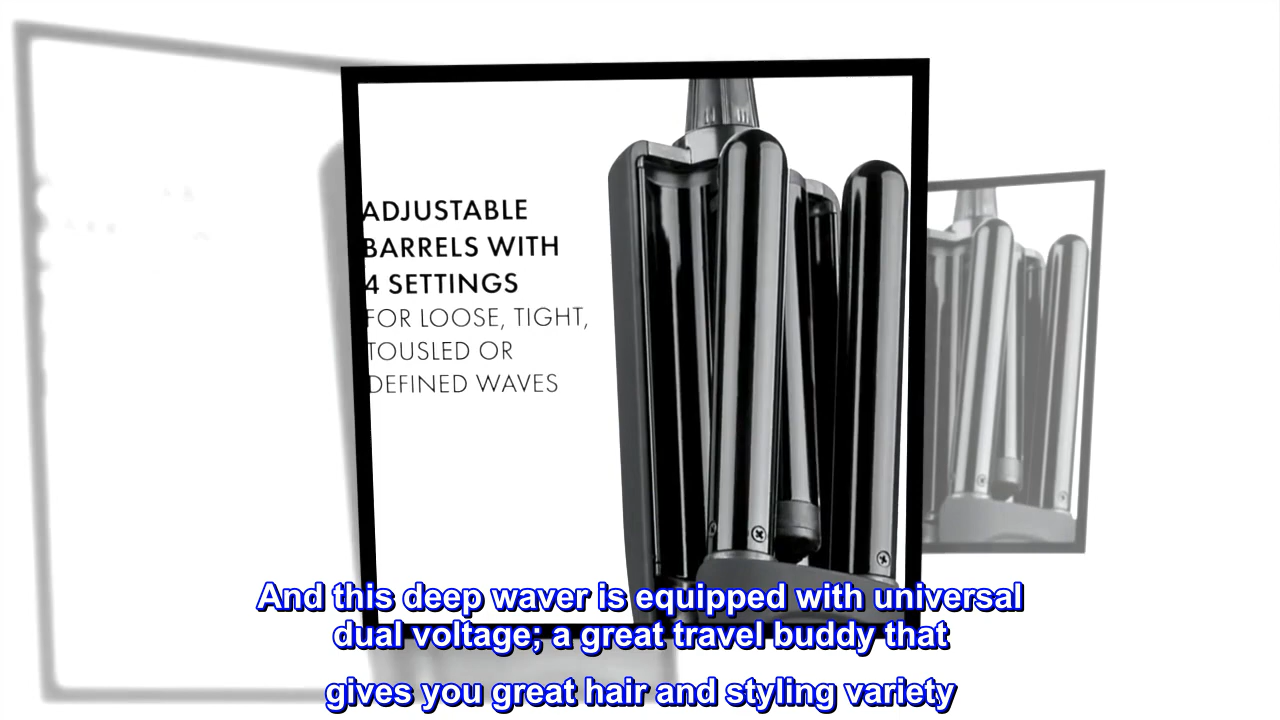 ADJUSTABLE
BARRELS WITH
4 SETTINGS
FOR LOOSE, TIGHT,
TOUSLED OR
DEFINED WAVES
And this deep waver is equipped with universal
dual voltage; a great travel buddy that
gives you great hair and styling variety